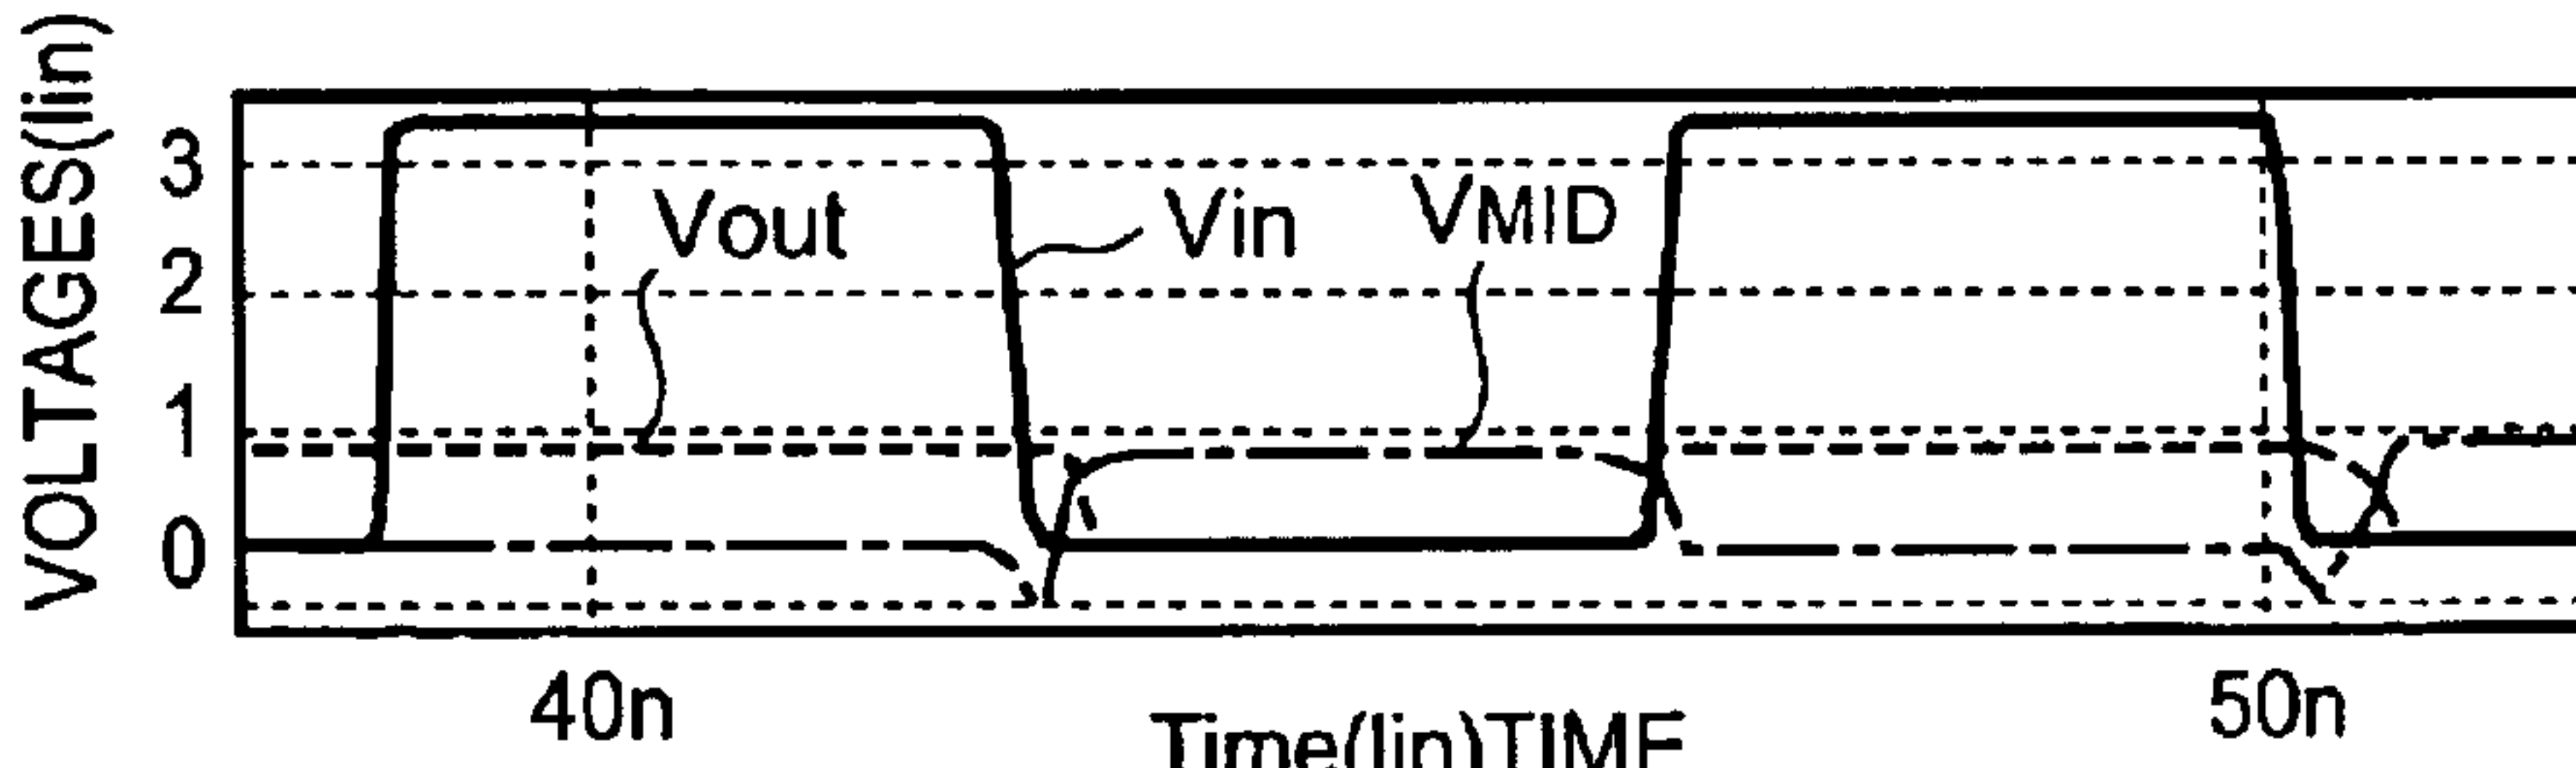 VOLTAGES(lin)
3
2
1
0
Vout
Vin
VMID
40n
50n
Time(lin)TIME